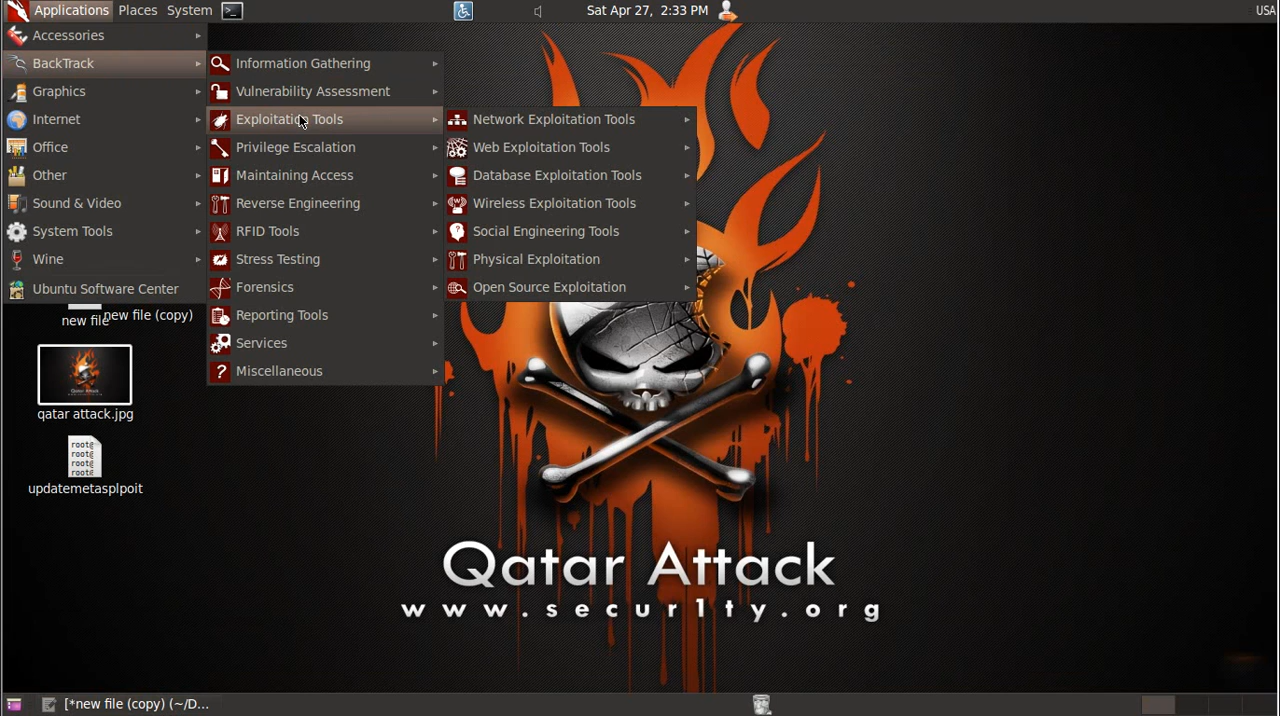 Applications Places System
Sat Apr 27, 2:33 PM
USA
Accessories
BackTrack
Graphics
Internet
Office
Other
Sound & Video
System Tools
Wine
Ubuntu Software Center
Information Gathering
Vulnerability Assessment
Exploitation Tools
Privilege Escalation
Maintaining Access
Reverse Engineering
RFID Tools
Stress Testing
Forensics
Reporting Tools
Services
Miscellaneous
Network Exploitation Tools
Web Exploitation Tools
Database Exploitation Tools
Wireless Exploitation Tools
Social Engineering Tools
Physical Exploitation
Open Source Exploitation
new file
new file (copy)
qatar attack.jpg
root@
root@
root@
root@
updatemetasplpoit
Qatar Attack
www.secur1ty.org
[*new file (copy) (~/D...